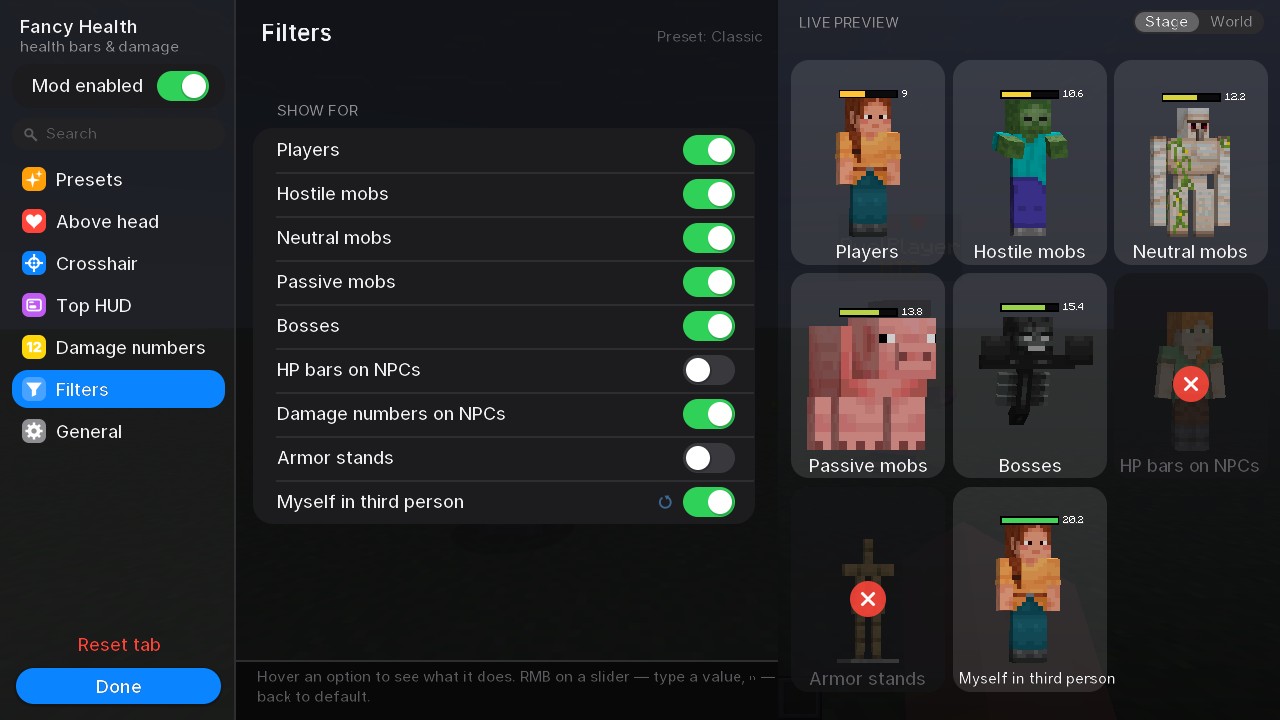 Fancy Health
health bars & damage
Mod enabled
Search
Presets
Above head
Crosshair
Top HUD
12
Damage numbers
Filters
General
Reset tab
Done
Filters
Preset: Classic
SHOW FOR
Players
Hostile mobs
Neutral mobs
Passive mobs
Bosses
HP bars on NPCs
Damage numbers on NPCs
Armor stands
Myself in third person
Hover an option to see what it does. RMB on a slider — type a value, —
back to default.
LIVE PREVIEW
Stage
World
9
10.6
12.2
Players
Hostile mobs
Neutral mobs
13.8
15.4
Passive mobs
Bosses
HP bars on NPCs
20.2
Armor stands
Myself in third person